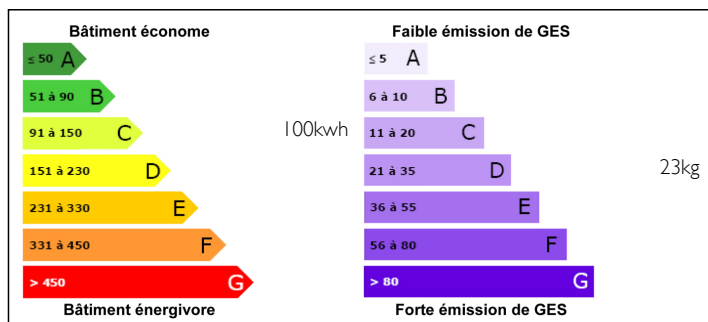 Bâtiment économe
≤ 50 A
51 à 90 B
91 à 150 C
100kwh
151 à 230 D
231 à 330 E
331 à 450 F
> 450 G
Bâtiment énergivore
Faible émission de GES
≤ 5 A
6 à 10 B
11 à 20 C
21 à 35 D
23kg
36 à 55 E
56 à 80 F
> 80 G
Forte émission de GES